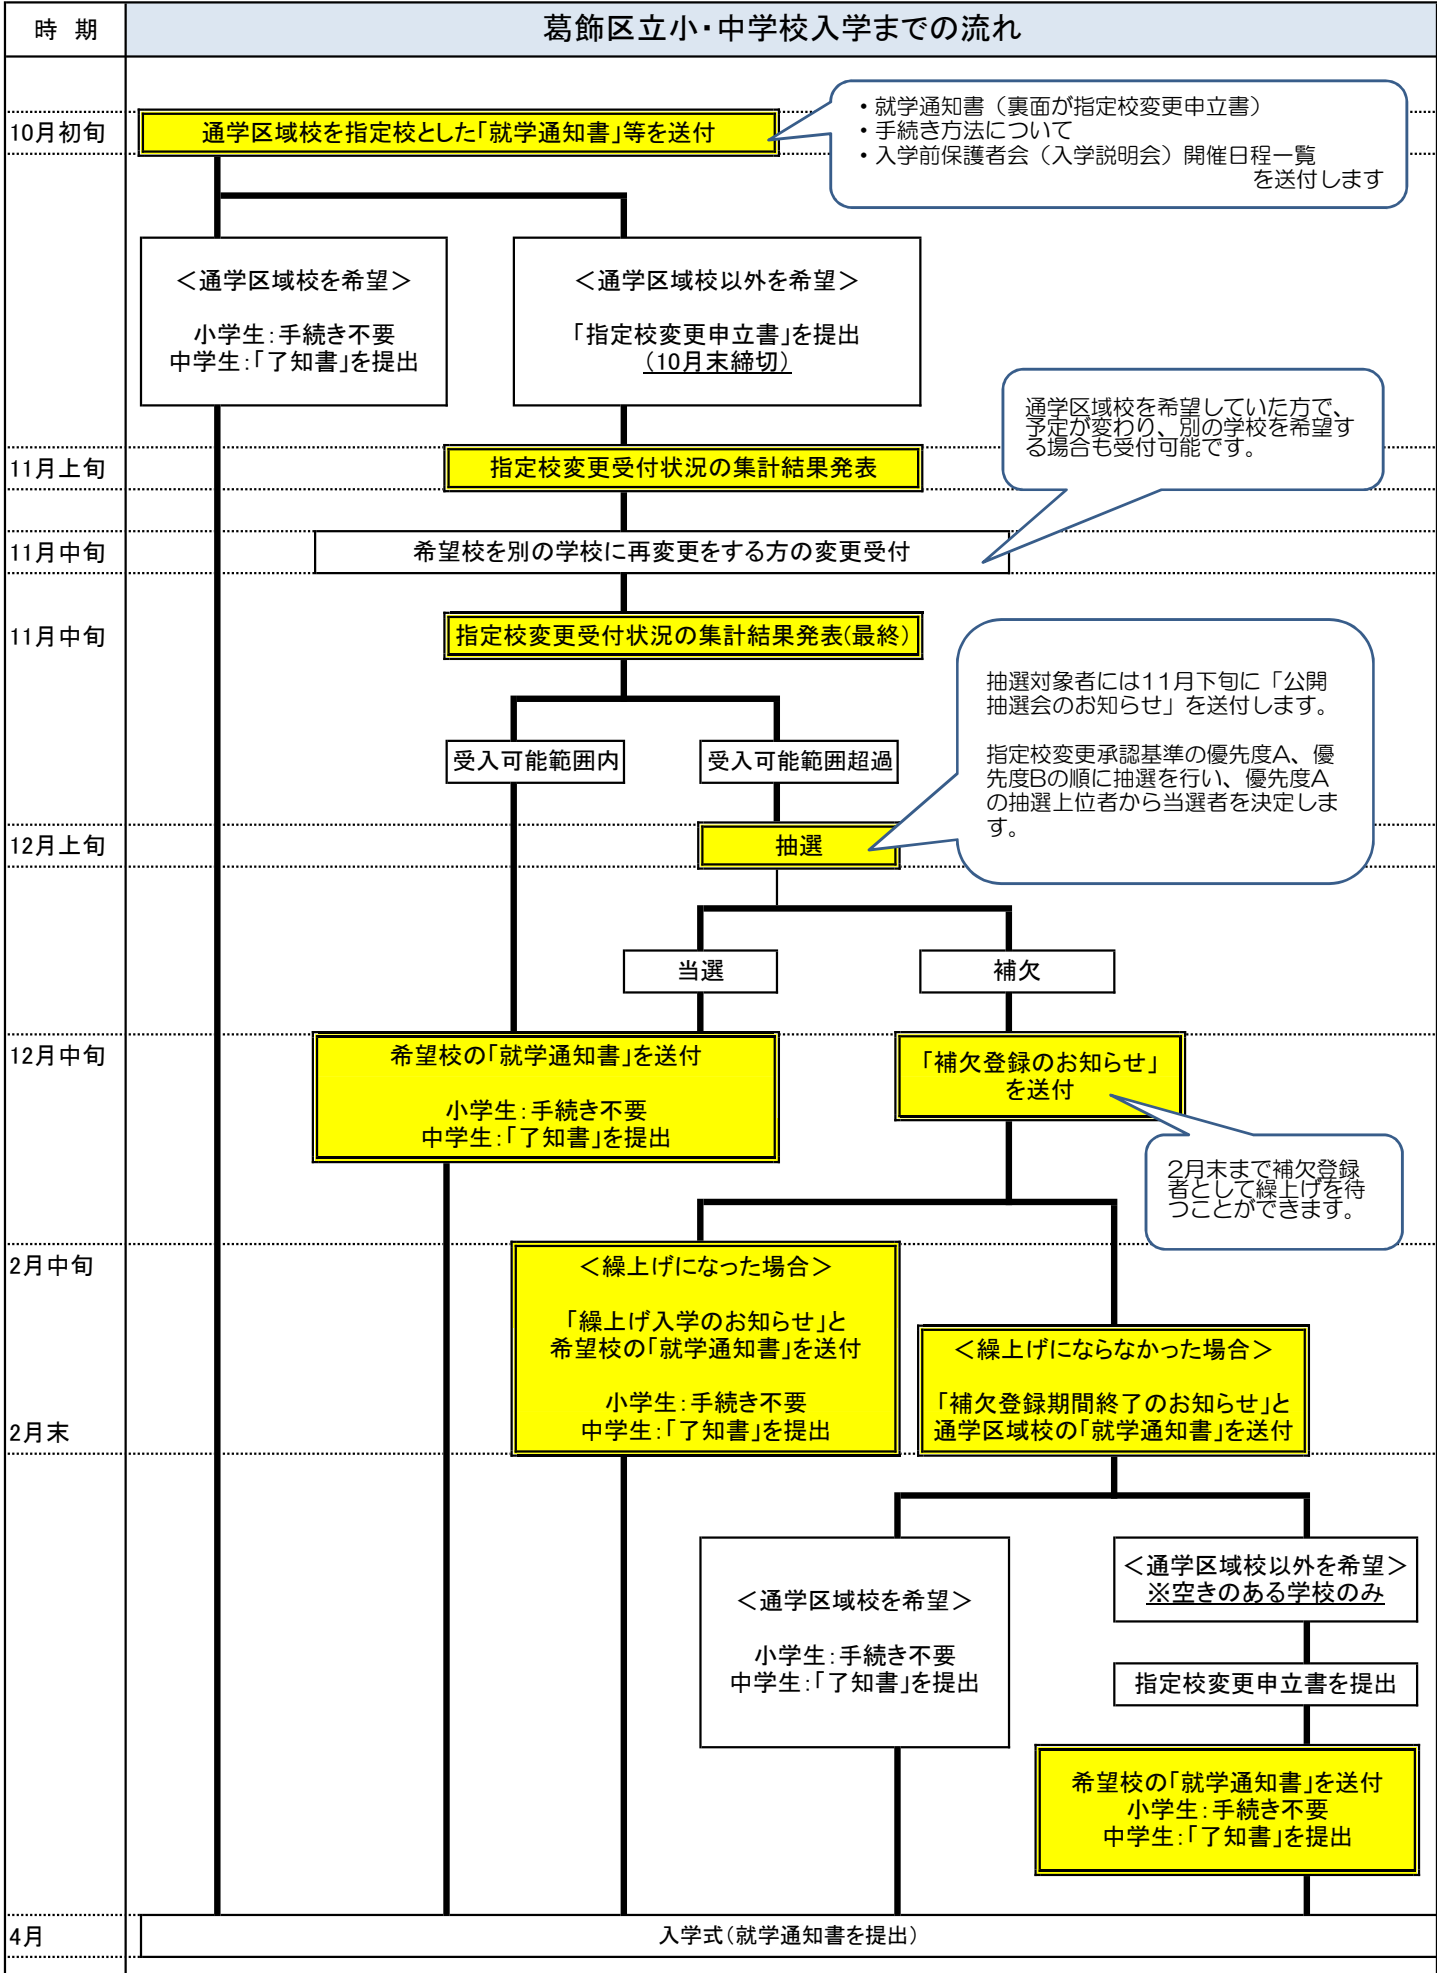 時 期
葛飾区立小・中学校入学までの流れ
10月初旬
通学区域校を指定校とした「就学通知書」等を送付
・就学通知書（裏面が指定校変更申立書）
・手続き方法について
・入学前保護者会（入学説明会）開催日程一覧
を送付します
＜通学区域校を希望＞
小学生：手続き不要
中学生：「了知書」を提出
＜通学区域校以外を希望＞
「指定校変更申立書」を提出
（10月末締切）
通学区域校を希望していた方で、
予定が変わり、別の学校を希望す
る場合も受付可能です。
11月上旬
指定校変更受付状況の集計結果発表
11月中旬
希望校を別の学校に再変更をする方の変更受付
11月中旬
指定校変更受付状況の集計結果発表(最終)
抽選対象者には11月下旬に「公開
抽選会のお知らせ」を送付します。
指定校変更承認基準の優先度A、優
先度Bの順に抽選を行い、優先度A
の抽選上位者から当選者を決定しま
す。
受入可能範囲内
受入可能範囲超過
12月上旬
抽選
当選
補欠
12月中旬
希望校の「就学通知書」を送付
小学生：手続き不要
中学生：「了知書」を提出
「補欠登録のお知らせ」
を送付
2月末まで補欠登録
者として繰上げを待
つことができます。
2月中旬
＜繰上げになった場合＞
「繰上げ入学のお知らせ」と
希望校の「就学通知書」を送付
小学生：手続き不要
中学生：「了知書」を提出
＜繰上げにならなかった場合＞
「補欠登録期間終了のお知らせ」と
通学区域校の「就学通知書」を送付
2月末
＜通学区域校を希望＞
小学生：手続き不要
中学生：「了知書」を提出
＜通学区域校以外を希望＞
※空きのある学校のみ
指定校変更申立書を提出
希望校の「就学通知書」を送付
小学生：手続き不要
中学生：「了知書」を提出
4月
入学式（就学通知書を提出）